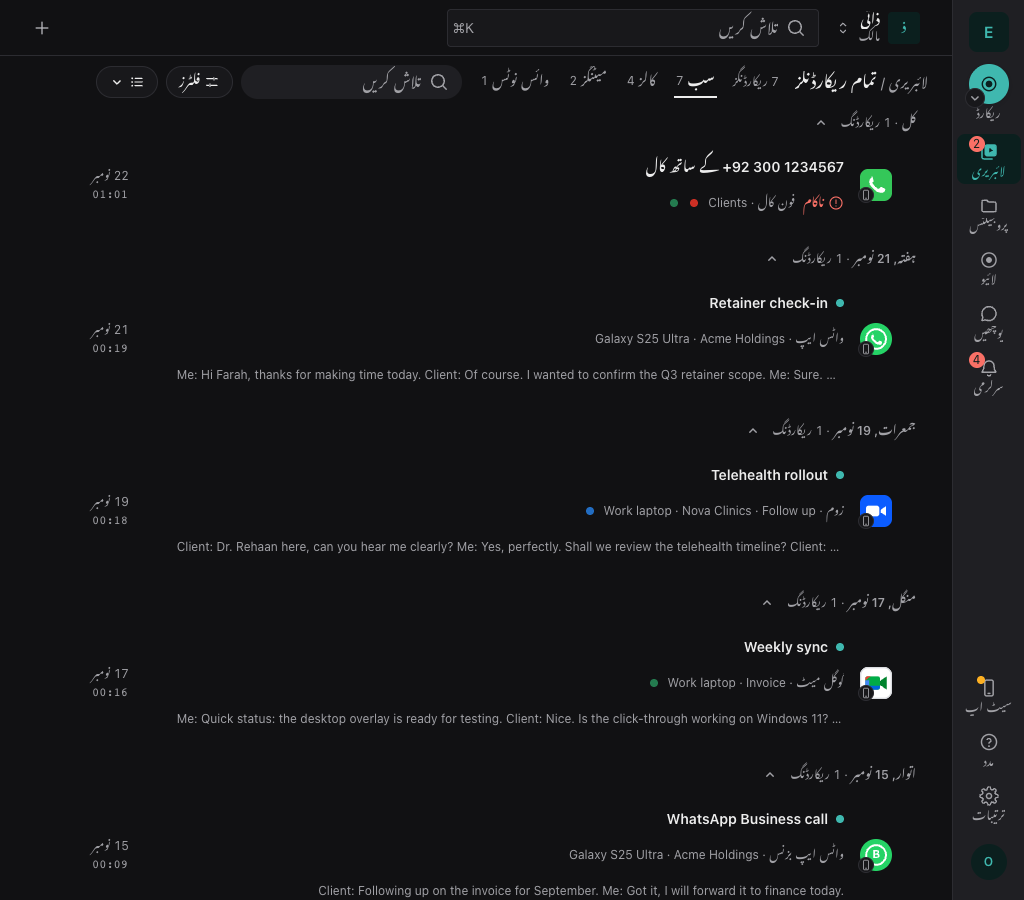 ذ
ذاتی
مالک
تلاش کریں
⌘K
E
ریکارڈ
2
لائبریری
پروجیکٹس
لائیو
پوچھیں
4
سرگرمی
سیٹ اپ
مدد
ترتیبات
O
لائبریری / تمام ریکارڈنگز
7 ریکارڈنگز
سب 7
کالز 4
میٹنگز 2
وائس نوٹس 1
تلاش کریں
فلٹرز
کل · 1 ریکارڈنگ
+92 300 1234567 کے ساتھ کال
ناکام فون کال · Clients
22 نومبر
01:01
ہفتہ, 21 نومبر · 1 ریکارڈنگ
Retainer check-in
واٹس ایپ · Galaxy S25 Ultra · Acme Holdings
Me: Hi Farah, thanks for making time today. Client: Of course. I wanted to confirm the Q3 retainer scope. Me: Sure. ...
21 نومبر
00:19
جمعرات, 19 نومبر · 1 ریکارڈنگ
Telehealth rollout
زوم · Work laptop · Nova Clinics · Follow up
Client: Dr. Rehaan here, can you hear me clearly? Me: Yes, perfectly. Shall we review the telehealth timeline? Client: ...
19 نومبر
00:18
منگل, 17 نومبر · 1 ریکارڈنگ
Weekly sync
گوگل میٹ · Work laptop · Invoice
Me: Quick status: the desktop overlay is ready for testing. Client: Nice. Is the click-through working on Windows 11? ...
17 نومبر
00:16
اتوار, 15 نومبر · 1 ریکارڈنگ
WhatsApp Business call
واٹس ایپ بزنس · Galaxy S25 Ultra · Acme Holdings
Client: Following up on the invoice for September. Me: Got it, I will forward it to finance today.
15 نومبر
00:09
B